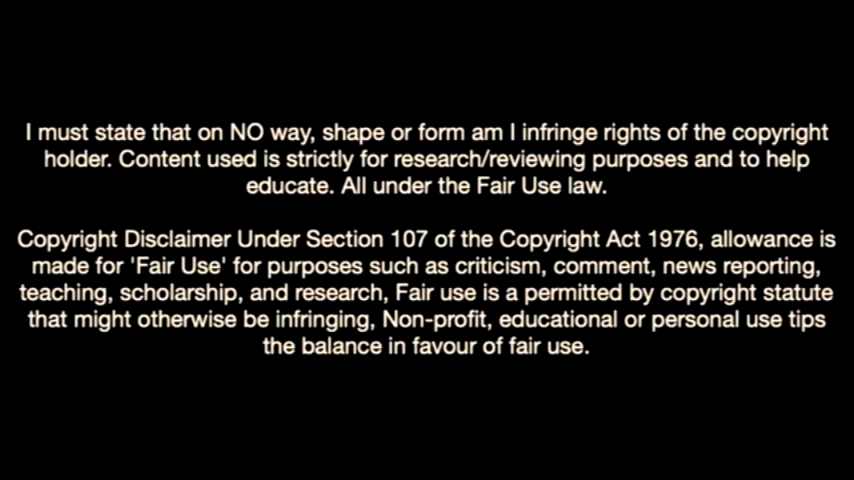 I must state that on NO way, shape or form am I infringe rights of the copyright
holder. Content used is strictly for research/reviewing purposes and to help
educate. All under the Fair Use law.
Copyright Disclaimer Under Section 107 of the Copyright Act 1976, allowance is
made for 'Fair Use' for purposes such as criticism, comment, news reporting,
teaching, scholarship, and research, Fair use is a permitted by copyright statute
that might otherwise be infringing, Non-profit, educational or personal use tips
the balance in favour of fair use.